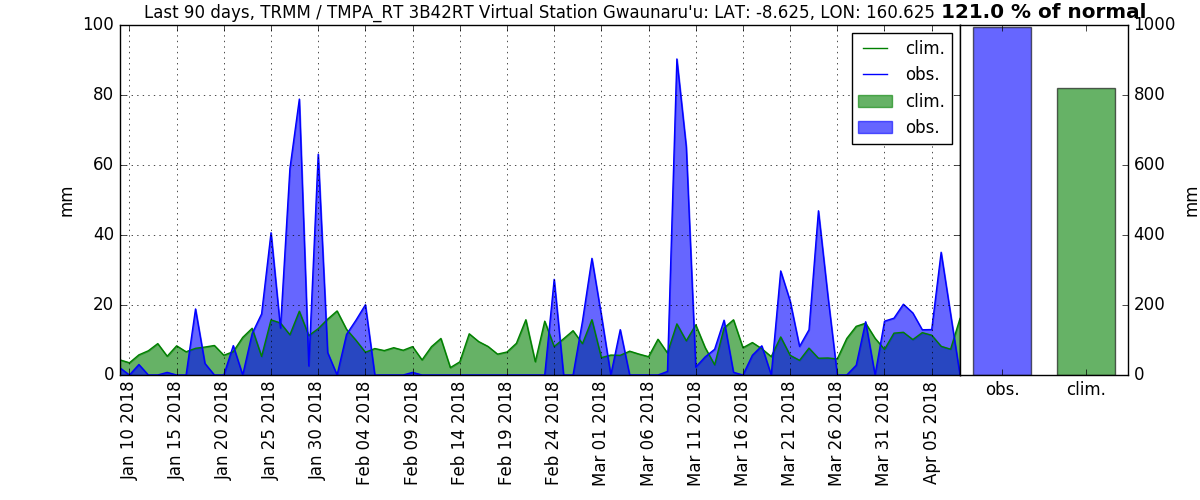 Last 90 days, TRMM / TMPA_RT 3B42RT Virtual Station Gwaunaru'u: LAT: -8.625, LON: 160.625 121.0 % of normal
mm
100
80
60
40
20
0
clim.
obs.
clim.
obs.
1000
800
600
400
200
0
mm
Jan 10 2018
Jan 15 2018
Jan 20 2018
Jan 25 2018
Jan 30 2018
Feb 04 2018
Feb 09 2018
Feb 14 2018
Feb 19 2018
Feb 24 2018
Mar 01 2018
Mar 06 2018
Mar 11 2018
Mar 16 2018
Mar 21 2018
Mar 26 2018
Mar 31 2018
Apr 05 2018
obs.
clim.